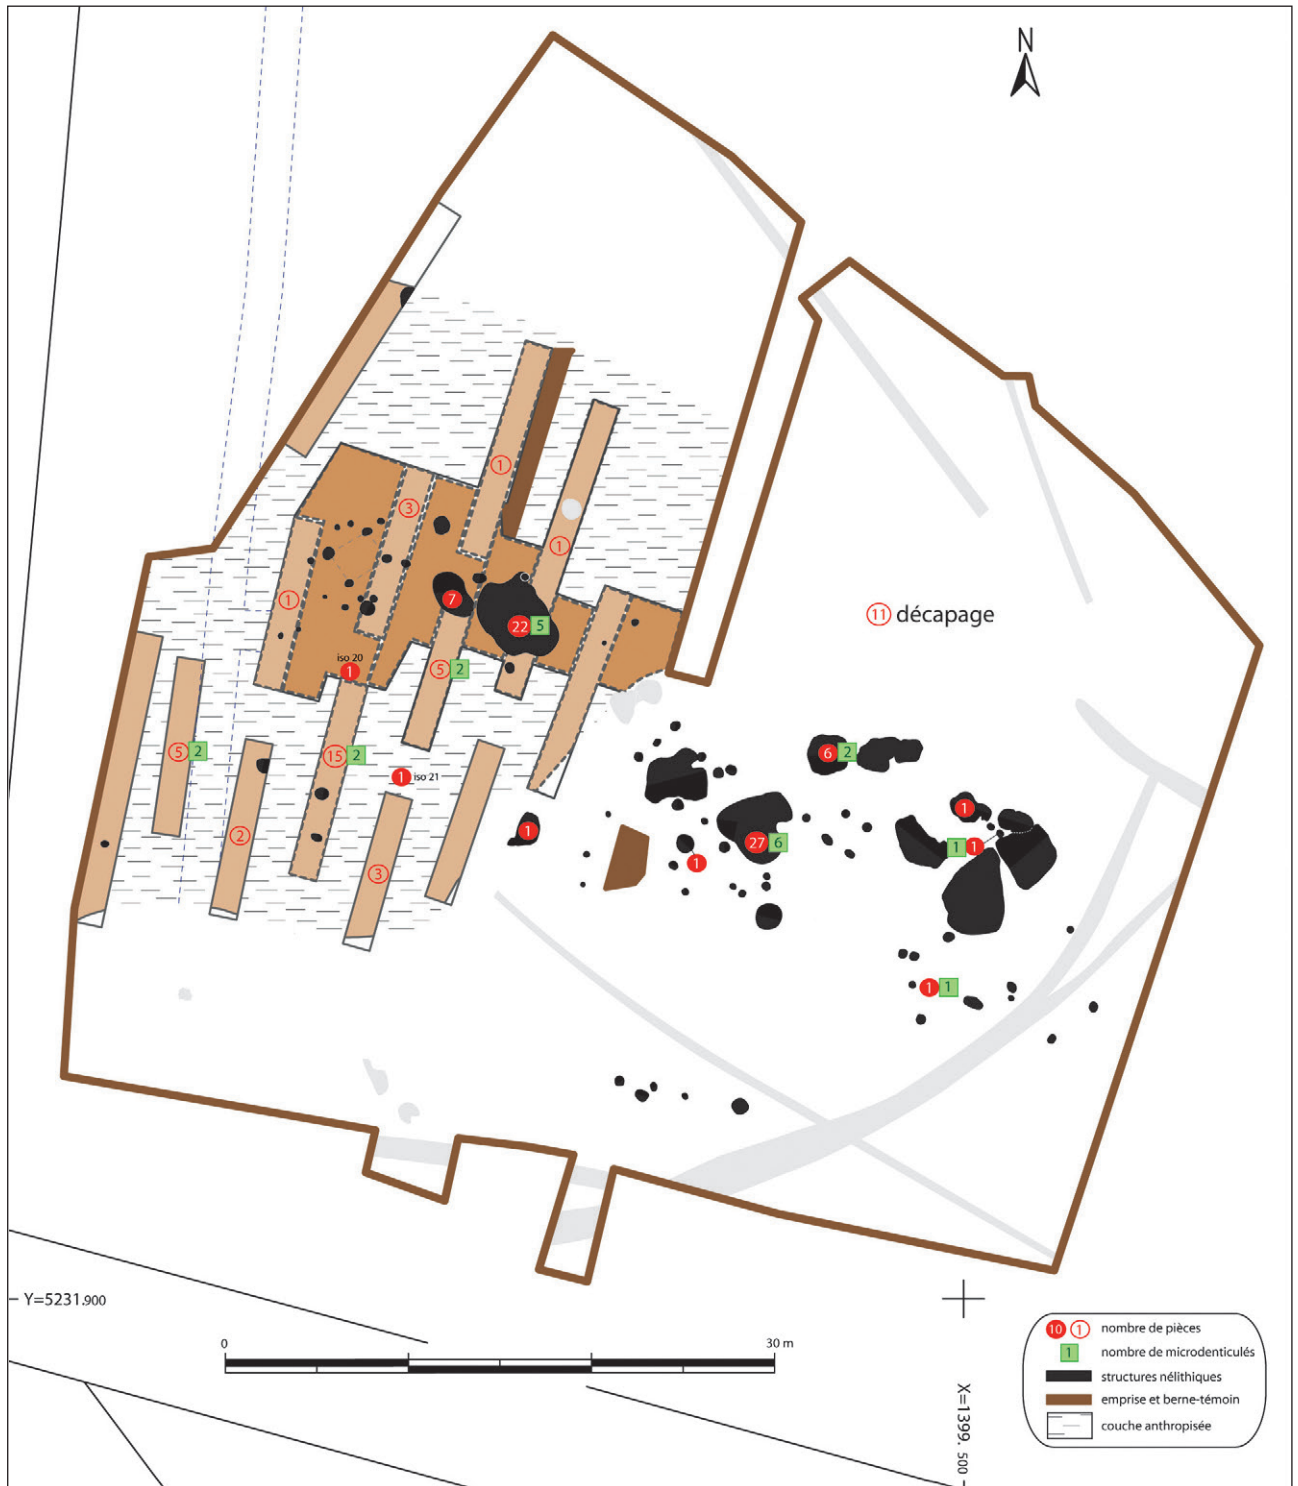 N
1
3
1
1
7
22 5
iso 20
1
5 2
11 décapage
5 2
15 2
1 iso 21
6 2
2
1
3
27 6
1
1
1 1
1 1
Y=5231.900
0 30 m
X=1399. 500
10 1 nombre de pièces
1 nombre de microdenticulés
structures nélithiques
emprise et berne-témoin
couche anthropisée